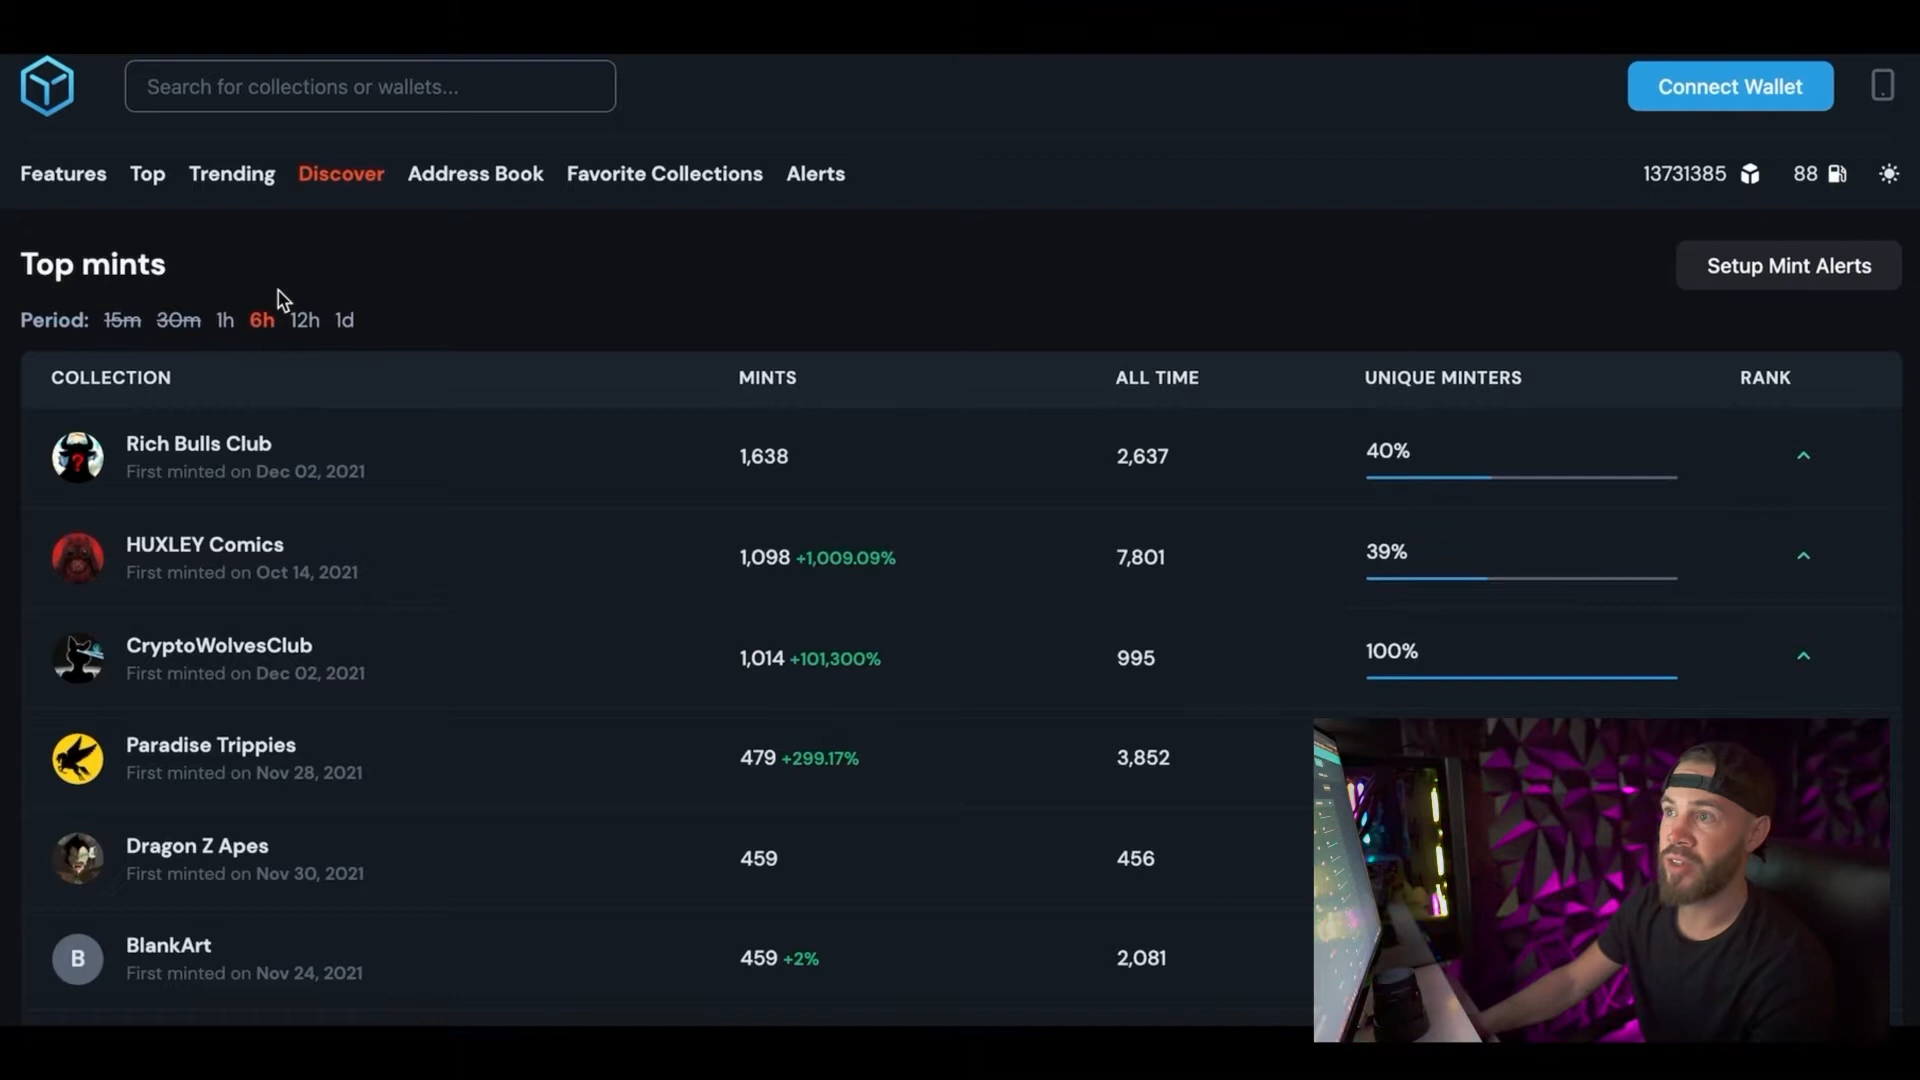 Search for collections or wallets...
Connect Wallet
Features Top Trending Discover Address Book Favorite Collections Alerts
13731385 88
Top mints
Setup Mint Alerts
Period: 15m 30m 1h 6h 12h 1d
COLLECTION MINTS ALL TIME UNIQUE MINTERS RANK
Rich Bulls Club
First minted on Dec 02, 2021
1,638 2,637 40%
HUXLEY Comics
First minted on Oct 14, 2021
1,098 +1,009.09% 7,801 39%
CryptoWolvesClub
First minted on Dec 02, 2021
1,014 +101,300% 995 100%
Paradise Trippies
First minted on Nov 28, 2021
479 +299.17% 3,852
Dragon Z Apes
First minted on Nov 30, 2021
459 456
B
BlankArt
First minted on Nov 24, 2021
459 +2% 2,081